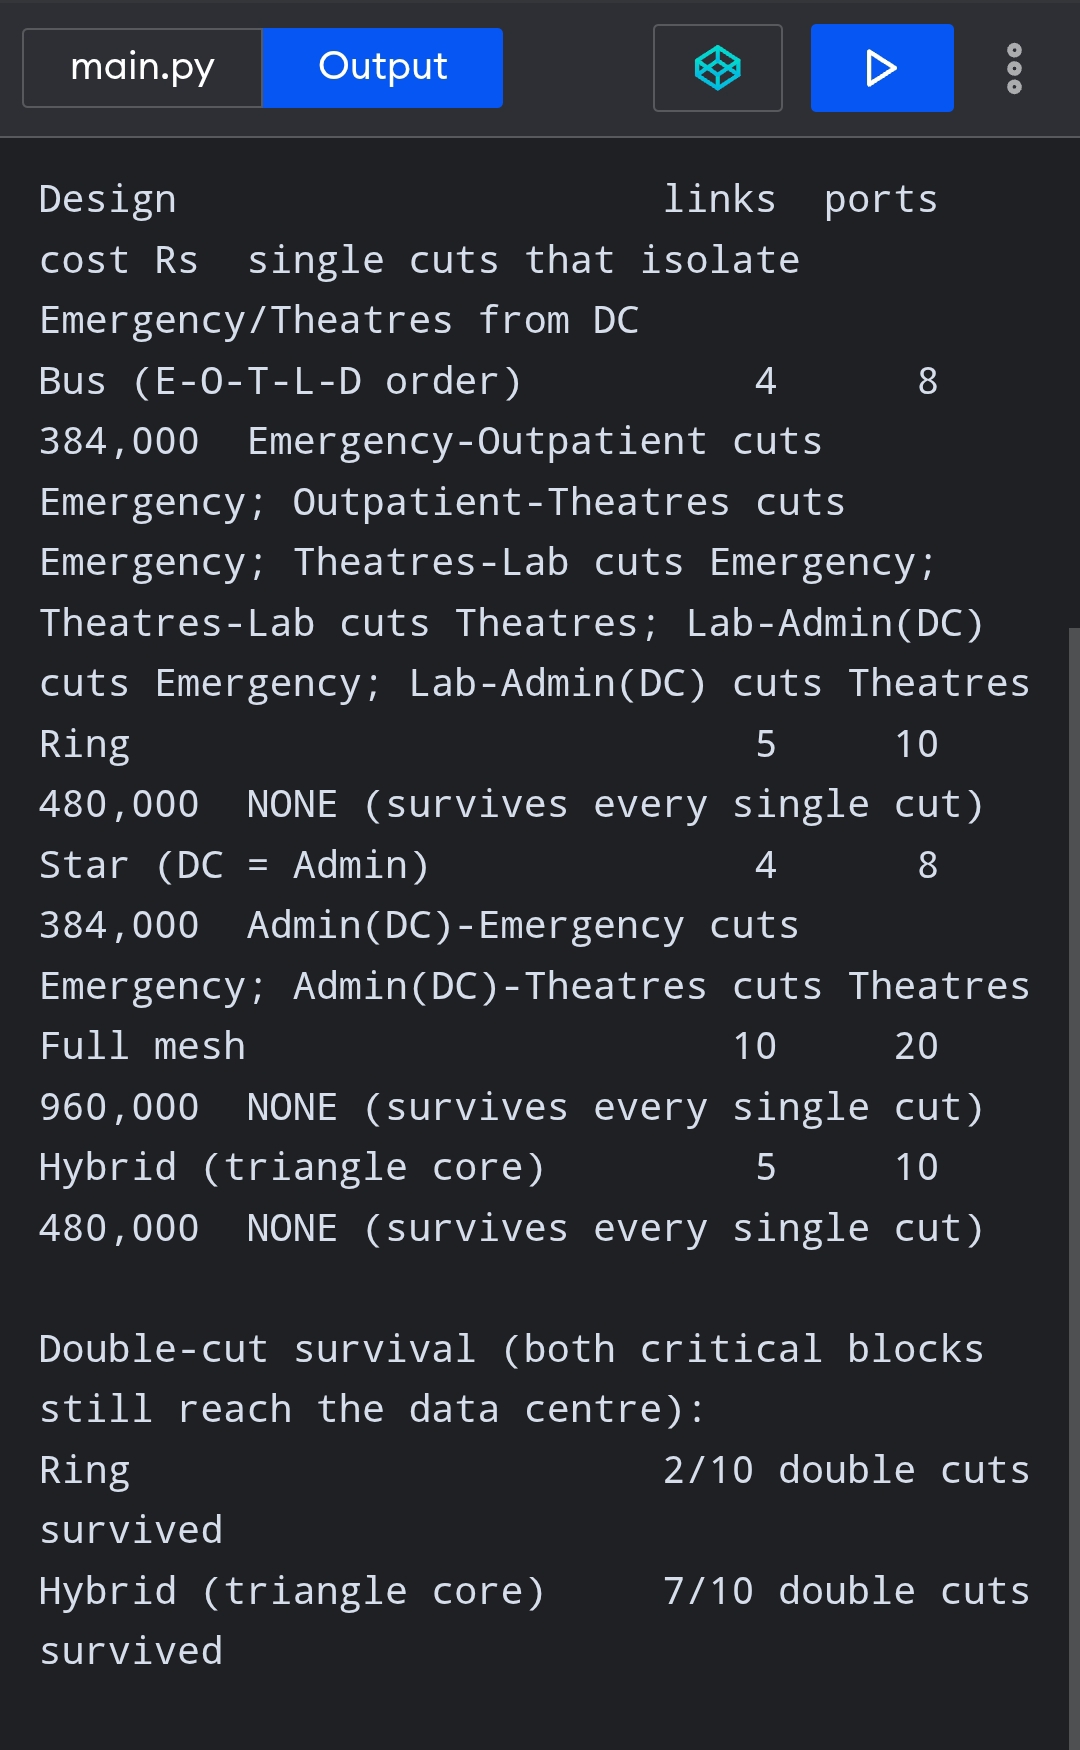 main.py Output
Design links ports
cost Rs single cuts that isolate
Emergency/Theatres from DC
Bus (E-O-T-L-D order) 4 8
384,000 Emergency-Outpatient cuts
Emergency; Outpatient-Theatres cuts
Emergency; Theatres-Lab cuts Emergency;
Theatres-Lab cuts Theatres; Lab-Admin(DC)
cuts Emergency; Lab-Admin(DC) cuts Theatres
Ring 5 10
480,000 NONE (survives every single cut)
Star (DC = Admin) 4 8
384,000 Admin(DC)-Emergency cuts
Emergency; Admin(DC)-Theatres cuts Theatres
Full mesh 10 20
960,000 NONE (survives every single cut)
Hybrid (triangle core) 5 10
480,000 NONE (survives every single cut)
Double-cut survival (both critical blocks
still reach the data centre):
Ring 2/10 double cuts
survived
Hybrid (triangle core) 7/10 double cuts
survived